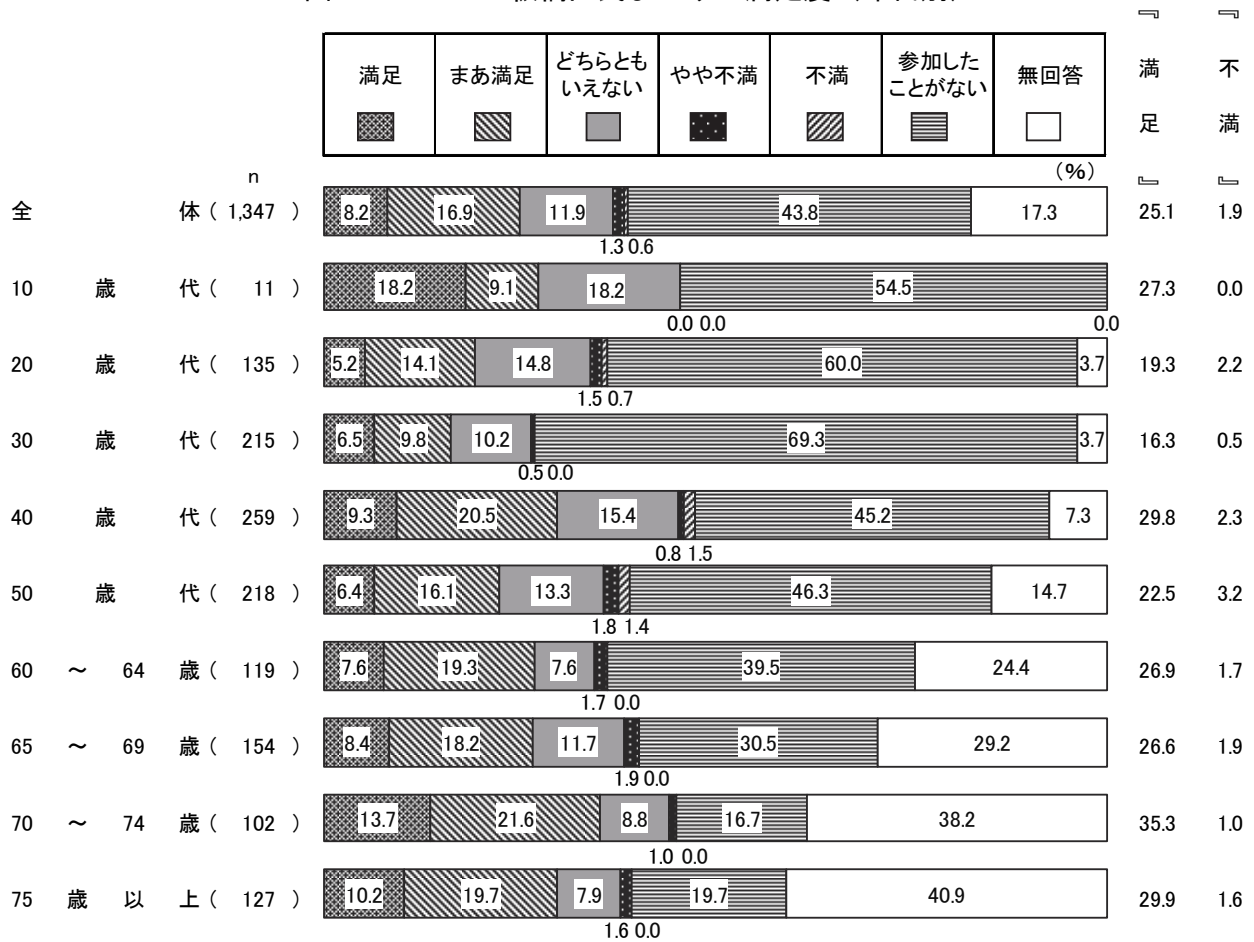 『満足』
『不満』
満足
まあ満足
どちらとも
いえない
やや不満
不満
参加した
ことがない
無回答
n
(%)
全体( 1,347 )
8.2 16.9 11.9 43.8 17.3 25.1 1.9
1.3 0.6
10歳代( 11 )
18.2 9.1 18.2 54.5 27.3 0.0
0.0 0.0 0.0
20歳代( 135 )
5.2 14.1 14.8 60.0 3.7 19.3 2.2
1.5 0.7
30歳代( 215 )
6.5 9.8 10.2 69.3 3.7 16.3 0.5
0.5 0.0
40歳代( 259 )
9.3 20.5 15.4 45.2 7.3 29.8 2.3
0.8 1.5
50歳代( 218 )
6.4 16.1 13.3 46.3 14.7 22.5 3.2
1.8 1.4
60～64歳( 119 )
7.6 19.3 7.6 39.5 24.4 26.9 1.7
1.7 0.0
65～69歳( 154 )
8.4 18.2 11.7 30.5 29.2 26.6 1.9
1.9 0.0
70～74歳( 102 )
13.7 21.6 8.8 16.7 38.2 35.3 1.0
1.0 0.0
75歳以上( 127 )
10.2 19.7 7.9 19.7 40.9 29.9 1.6
1.6 0.0